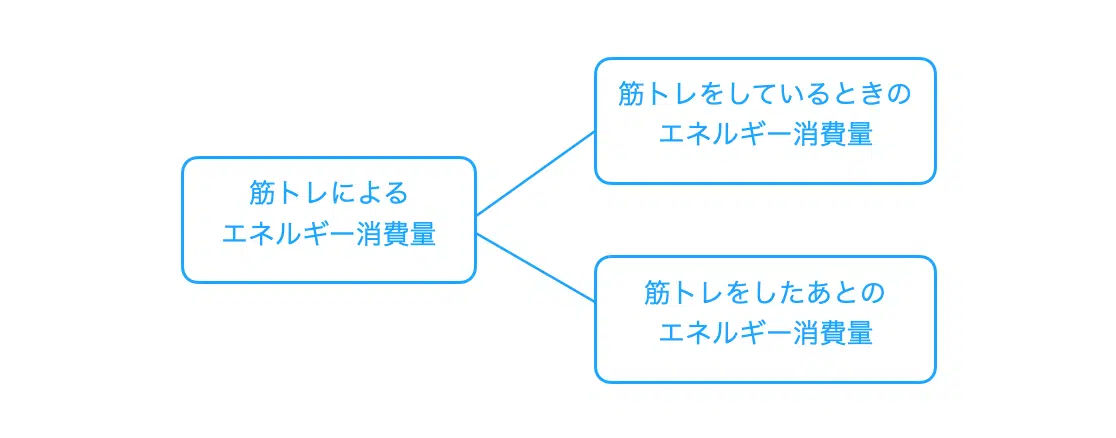 筋トレによる
エネルギー消費量
筋トレをしているときの
エネルギー消費量
筋トレをしたあとの
エネルギー消費量